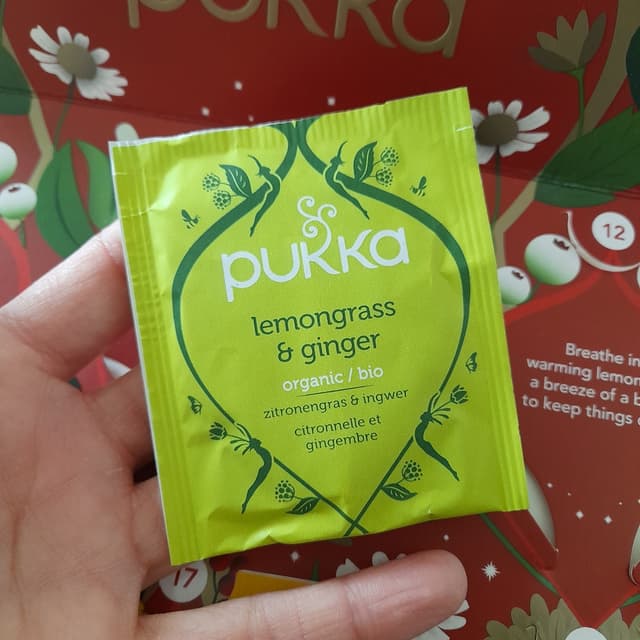 pukka
pukka
lemongrass
& ginger
organic / bio
zitronengras & ingwer
citronnelle et
gingembre
12
Breathe in
warming lemon
a breeze of a
to keep things
17